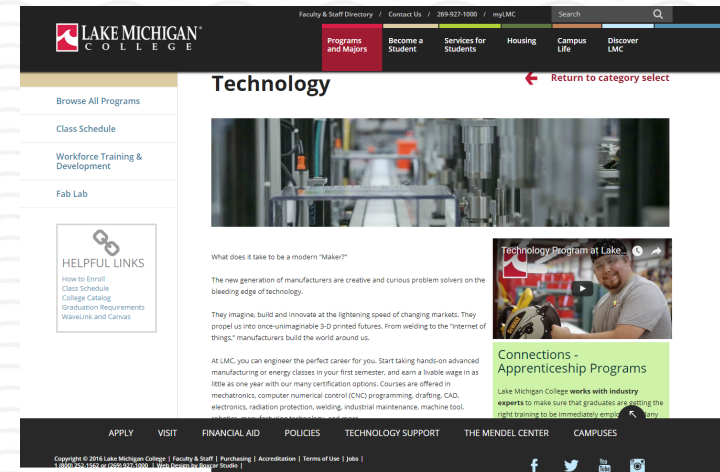 Faculty & Staff Directory / Contact Us / 269-927-1000 / myLMC
Search
LAKE MICHIGAN
COLLEGE
Programs and Majors
Become a Student
Services for Students
Housing
Campus Life
Discover LMC
Technology
Return to category select
Browse All Programs
Class Schedule
Workforce Training &
Development
Fab Lab
HELPFUL LINKS
How to Enroll
Class Schedule
College Catalog
Graduation Requirements
WaveLink and Canvas
What does it take to be a modern "Maker?"
The new generation of manufacturers are creative and curious problem solvers on the
bleeding edge of technology.
They imagine, build and innovate at the lightening speed of changing markets. They
propel us into once-unimaginable 3-D printed futures. From welding to the "internet of
things," manufacturers build the world around us.
At LMC, you can engineer the perfect career for you. Start taking hands-on advanced
manufacturing or energy classes in your first semester, and earn a livable wage in as
little as one year with our many certification options. Courses are offered in
mechatronics, computer numerical control (CNC) programming, drafting, CAD,
electronics, radiation protection, welding, industrial maintenance, machine tool,
Technology Program at Lake...
Connections -
Apprenticeship Programs
Lake Michigan College works with industry
experts to make sure that graduates are getting the
right training to be immediately
APPLY
VISIT
FINANCIAL AID
POLICIES
TECHNOLOGY SUPPORT
THE MENDEL CENTER
CAMPUSES
Copyright © 2016 Lake Michigan College | Faculty & Staff | Purchasing | Accreditation | Terms of Use | Jobs |
1 (800) 252-1562 or (269) 927-1000 | Web Design by Boxcar Studio |
You
Tube